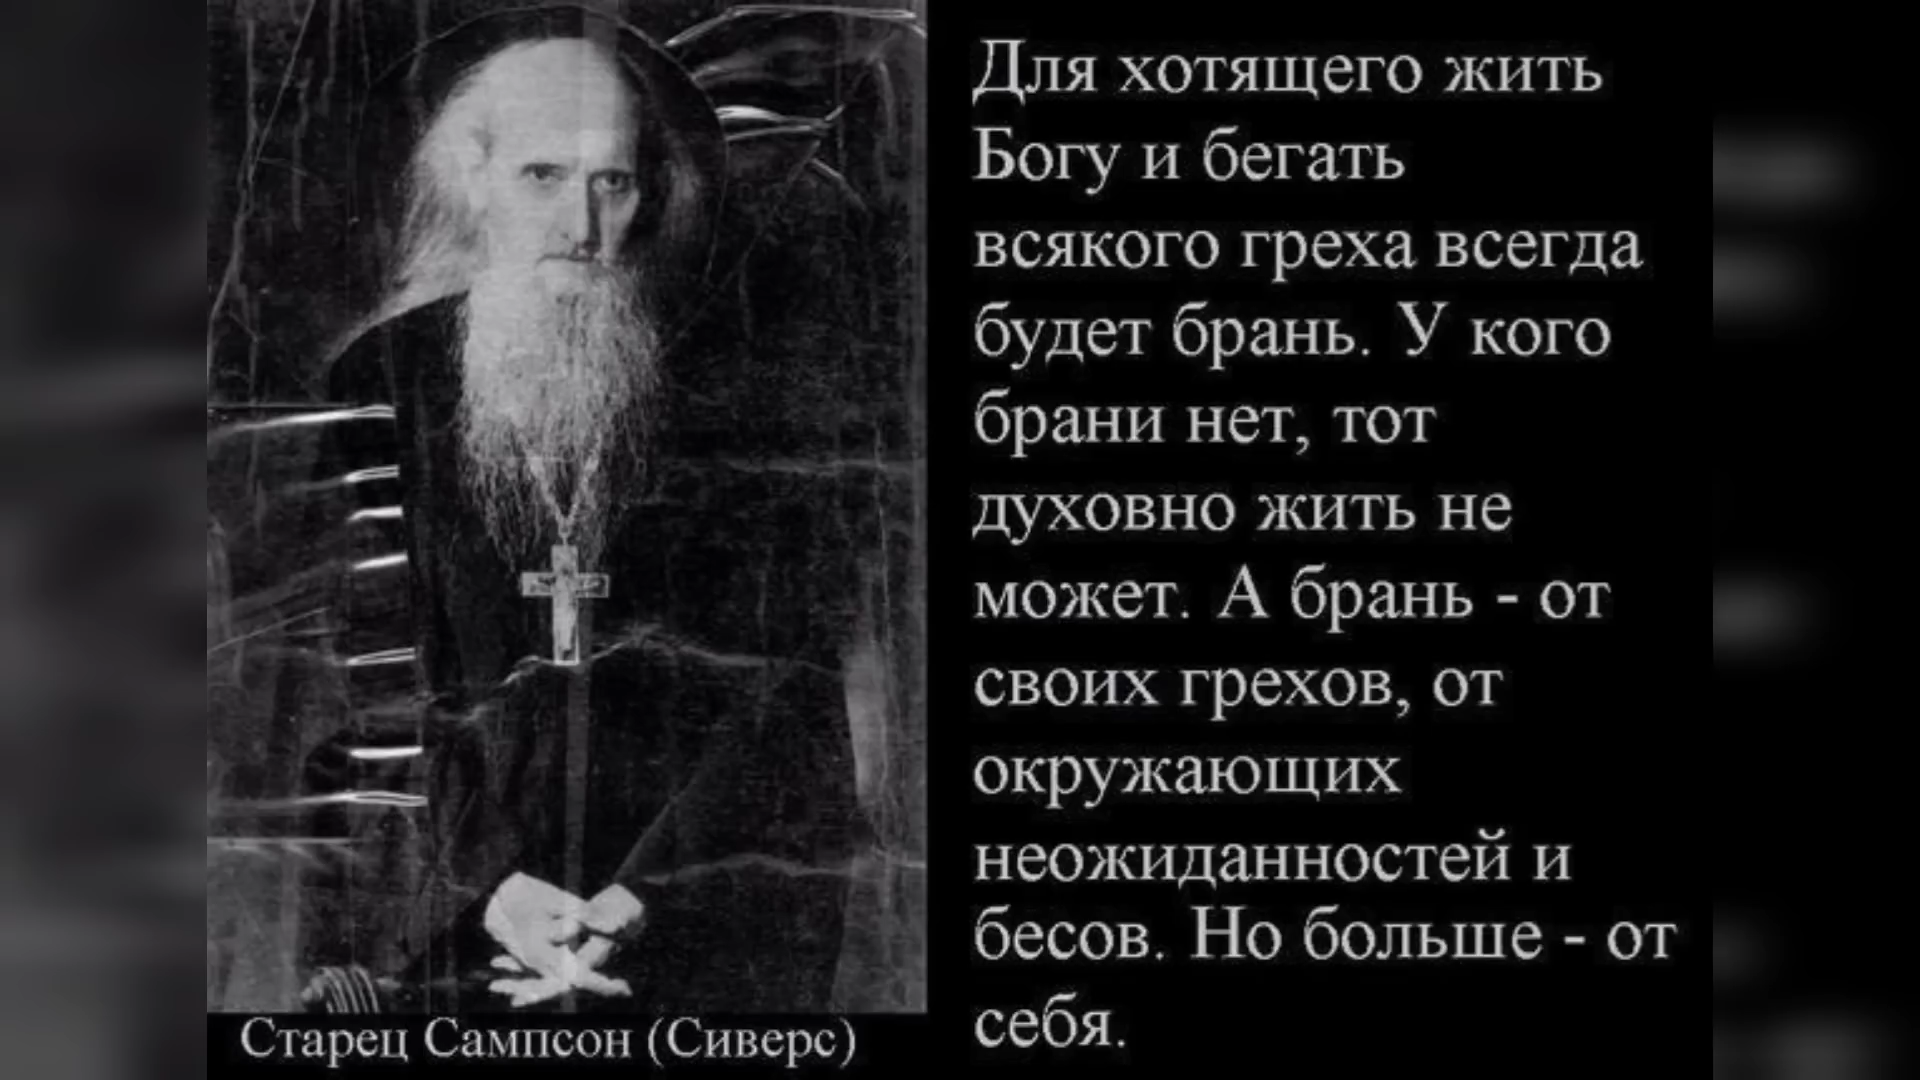 Для хотящего жить
Богу и бегать
всякого греха всегда
будет брань. У кого
брани нет, тот
духовно жить не
может. А брань - от
своих грехов, от
окружающих
неожиданностей и
бесов. Но больше - от
себя.
Старец Сампсон (Сиверс)